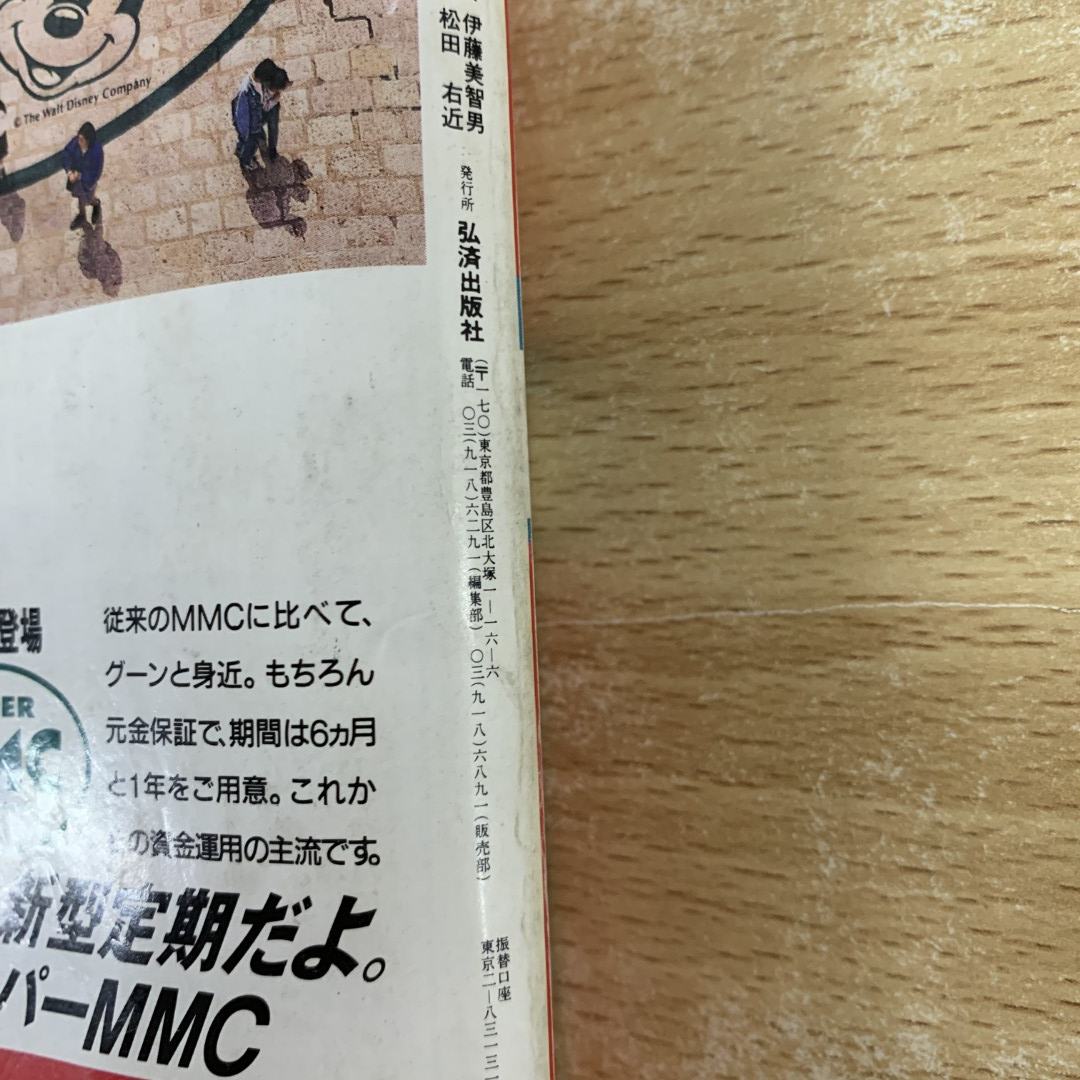 © The Walt Disney Company
伊藤美智男
松田 右近
発行所 弘済出版社
(〒一七〇)東京都豊島区北大塚一―一六―六
電話 〇三(九一八)六二九一(編集部) 〇三(九一八)六八九一(販売部)
振替口座
東京二―八三一三一
登場
従来のMMCに比べて、
グーンと身近。もちろん
元金保証で、期間は6カ月
と1年をご用意。これか
の資金運用の主流です。
新型定期だよ。
パーMMC